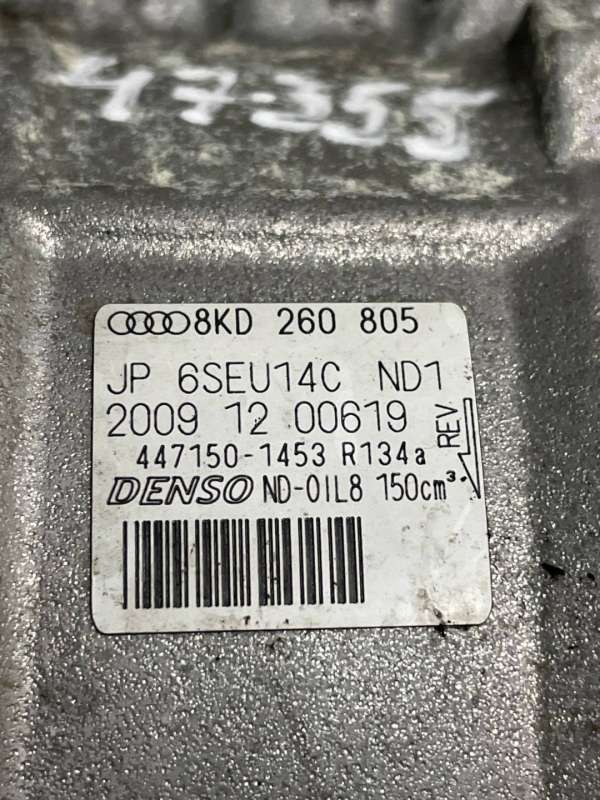 47355
8KD 260 805
JP 6SEU14C ND1
2009 12 00619
447150-1453 R134a
DENSO ND-OIL8 150cm³.
REV